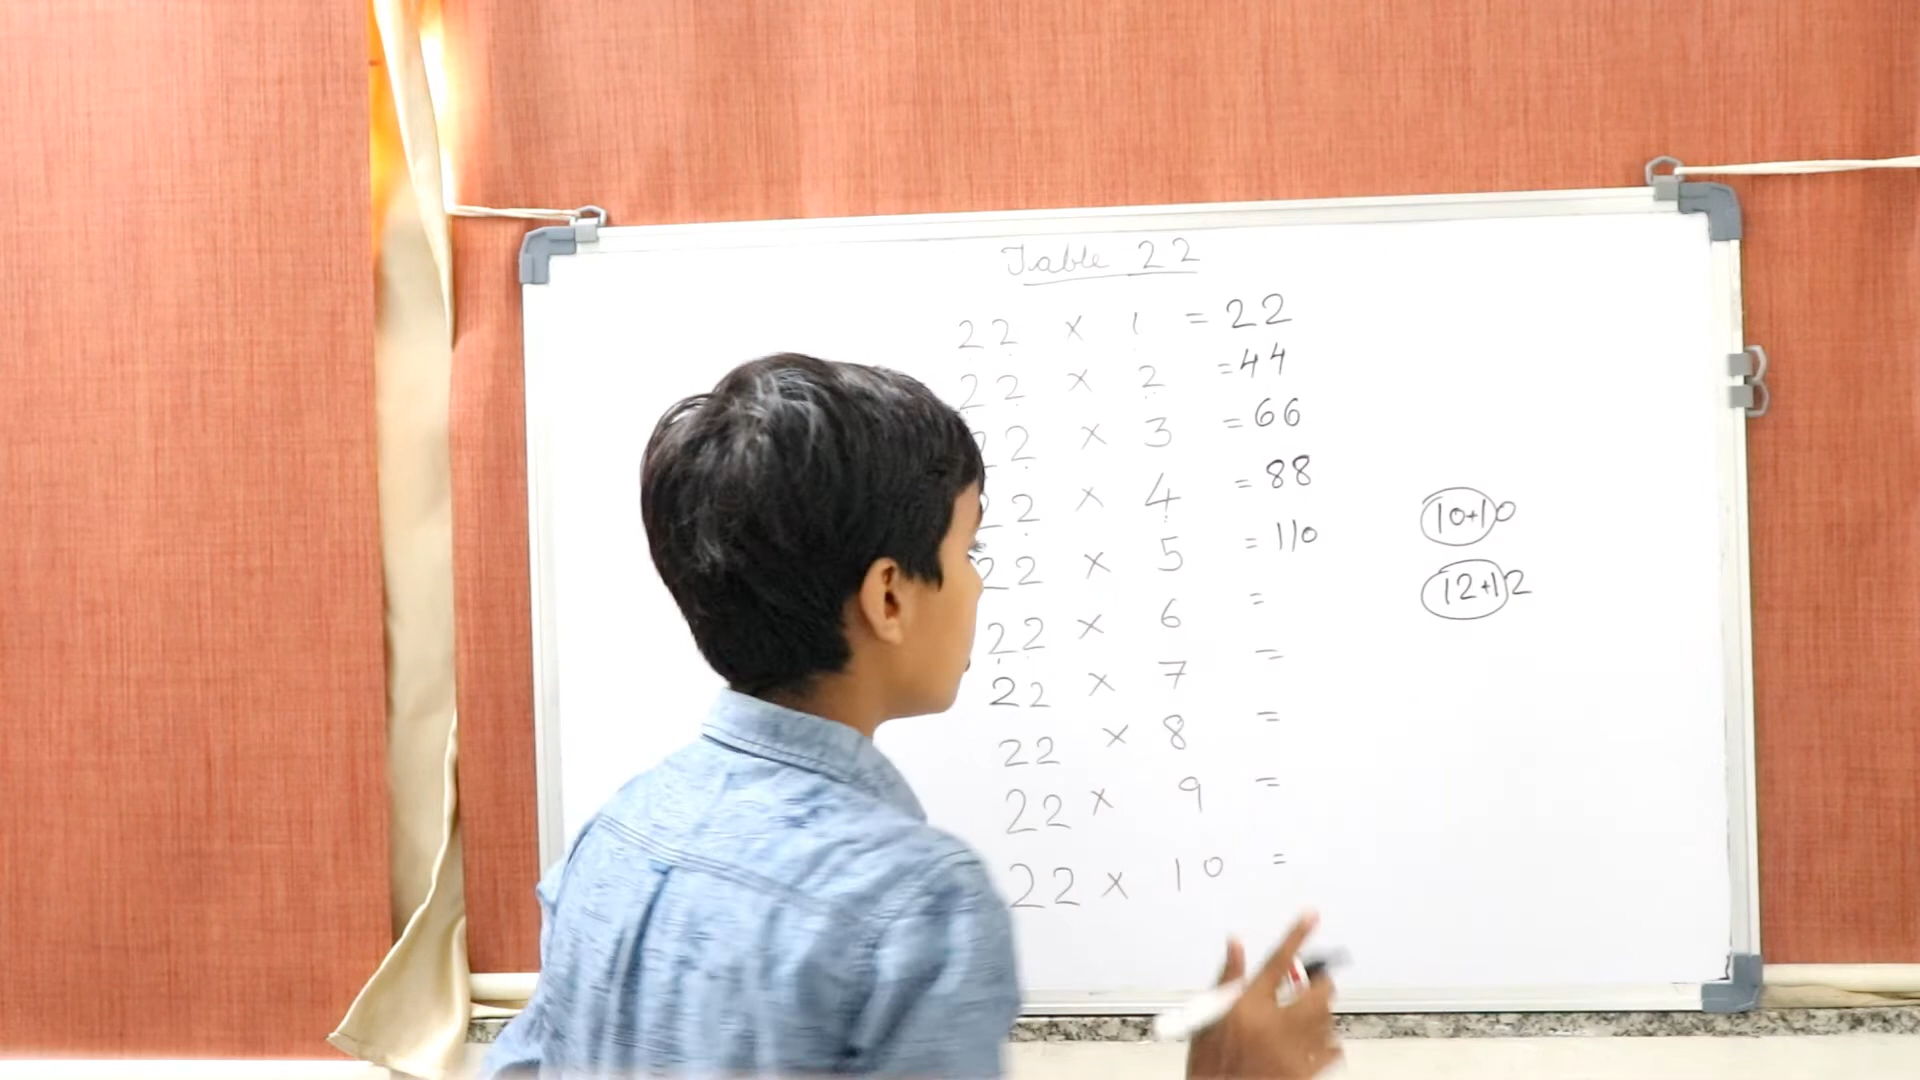 Table 22
22 × 1 = 22
22 × 2 = 44
22 × 3 = 66
22 × 4 = 88
22 × 5 = 110
22 × 6 =
22 × 7 =
22 × 8 =
22 × 9 =
22 × 10 =
10+10
12+12